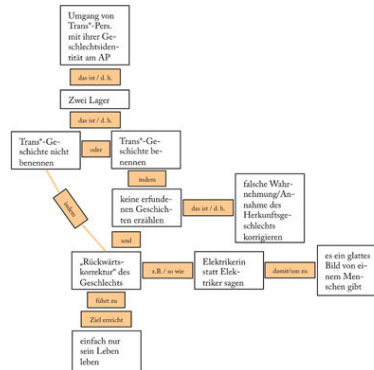 Umgang von
Trans*-Pers.
mit ihrer Ge-
schlechtsiden-
tität am AP
das ist / d. h.
Zwei Lager
das ist / d. h.
Trans*-Ge-
schichte nicht
benennen
oder
Trans*-Ge-
schichte be-
nennen
indem
indem
keine erfunde-
nen Geschich-
ten erzählen
das ist / d. h.
falsche Wahr-
nehmung/An-
nahme des
Herkunftsge-
schlechts
korrigieren
und
„Rückwärts-
korrektur“ des
Geschlechts
z.B. / so wie
Elektrikerin
statt Elek-
triker sagen
damit/um zu
es ein glattes
Bild von ei-
nem Men-
schen gibt
führt zu
Ziel erreicht
einfach nur
sein Leben
leben